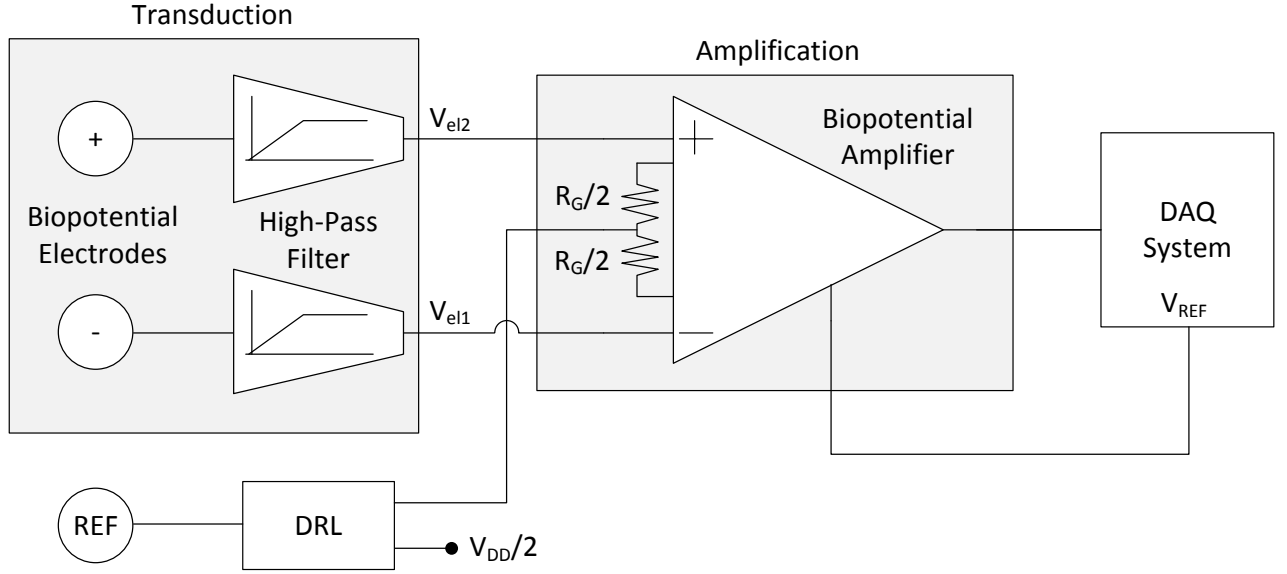 Transduction
Amplification
+
V_el2
Biopotential
Amplifier
Biopotential
Electrodes
High-Pass
Filter
R_G/2
R_G/2
DAQ
System
V_REF
-
V_el1
REF
DRL
V_DD/2